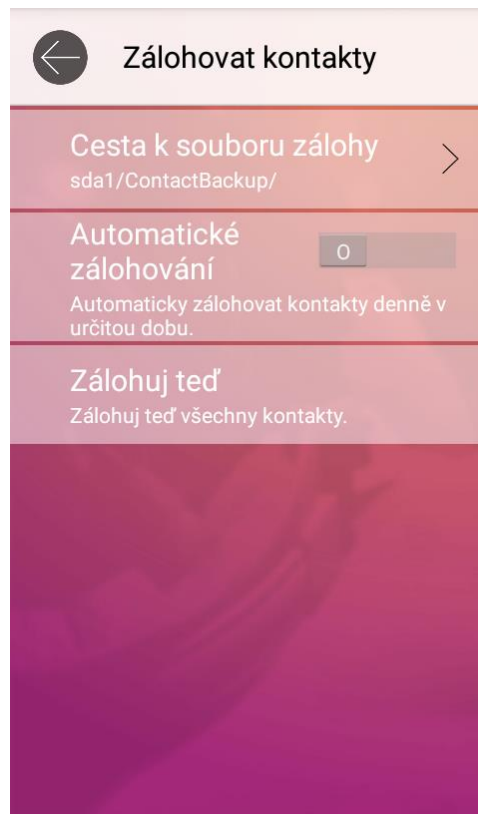 Zálohovat kontakty
Cesta k souboru zálohy
sda1/ContactBackup/
Automatické
zálohování
O
Automaticky zálohovat kontakty denně v
určitou dobu.
Zálohuj teď
Zálohuj teď všechny kontakty.